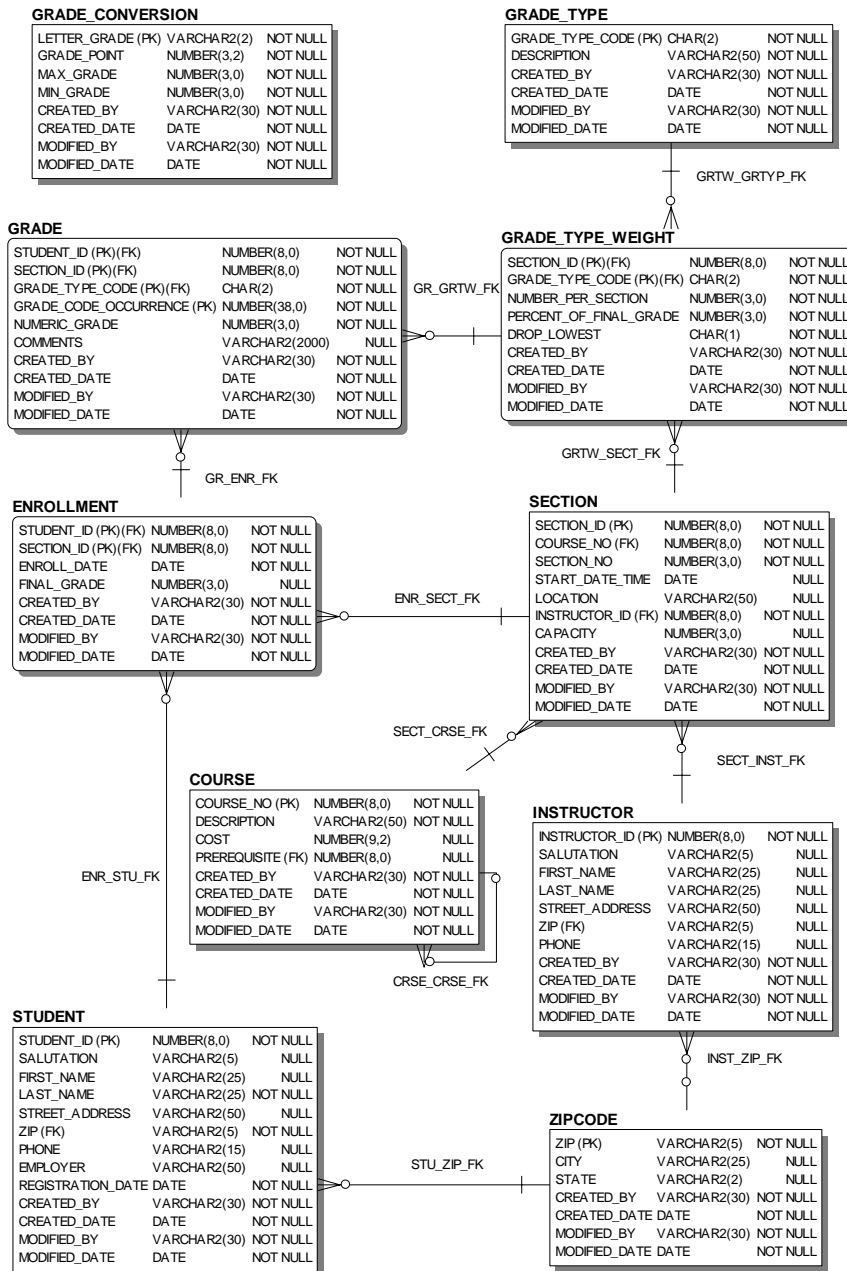 GRADE_CONVERSION
LETTER_GRADE (PK) VARCHAR2(2) NOT NULL
GRADE_POINT NUMBER(3,2) NOT NULL
MAX_GRADE NUMBER(3,0) NOT NULL
MIN_GRADE NUMBER(3,0) NOT NULL
CREATED_BY VARCHAR2(30) NOT NULL
CREATED_DATE DATE NOT NULL
MODIFIED_BY VARCHAR2(30) NOT NULL
MODIFIED_DATE DATE NOT NULL
GRADE_TYPE
GRADE_TYPE_CODE (PK) CHAR(2) NOT NULL
DESCRIPTION VARCHAR2(50) NOT NULL
CREATED_BY VARCHAR2(30) NOT NULL
CREATED_DATE DATE NOT NULL
MODIFIED_BY VARCHAR2(30) NOT NULL
MODIFIED_DATE DATE NOT NULL
GRTW_GRTYP_FK
GRADE
STUDENT_ID (PK)(FK) NUMBER(8,0) NOT NULL
SECTION_ID (PK)(FK) NUMBER(8,0) NOT NULL
GRADE_TYPE_CODE (PK)(FK) CHAR(2) NOT NULL
GRADE_CODE_OCCURRENCE (PK) NUMBER(38,0) NOT NULL
NUMERIC_GRADE NUMBER(3,0) NOT NULL
COMMENTS VARCHAR2(2000) NULL
CREATED_BY VARCHAR2(30) NOT NULL
CREATED_DATE DATE NOT NULL
MODIFIED_BY VARCHAR2(30) NOT NULL
MODIFIED_DATE DATE NOT NULL
GR_GRTW_FK
GRADE_TYPE_WEIGHT
SECTION_ID (PK)(FK) NUMBER(8,0) NOT NULL
GRADE_TYPE_CODE (PK)(FK) CHAR(2) NOT NULL
NUMBER_PER_SECTION NUMBER(3,0) NOT NULL
PERCENT_OF_FINAL_GRADE NUMBER(3,0) NOT NULL
DROP_LOWEST CHAR(1) NOT NULL
CREATED_BY VARCHAR2(30) NOT NULL
CREATED_DATE DATE NOT NULL
MODIFIED_BY VARCHAR2(30) NOT NULL
MODIFIED_DATE DATE NOT NULL
GR_ENR_FK
GRTW_SECT_FK
ENROLLMENT
STUDENT_ID (PK)(FK) NUMBER(8,0) NOT NULL
SECTION_ID (PK)(FK) NUMBER(8,0) NOT NULL
ENROLL_DATE DATE NOT NULL
FINAL_GRADE NUMBER(3,0) NULL
CREATED_BY VARCHAR2(30) NOT NULL
CREATED_DATE DATE NOT NULL
MODIFIED_BY VARCHAR2(30) NOT NULL
MODIFIED_DATE DATE NOT NULL
ENR_SECT_FK
SECTION
SECTION_ID (PK) NUMBER(8,0) NOT NULL
COURSE_NO (FK) NUMBER(8,0) NOT NULL
SECTION_NO NUMBER(3,0) NOT NULL
START_DATE_TIME DATE NULL
LOCATION VARCHAR2(50) NULL
INSTRUCTOR_ID (FK) NUMBER(8,0) NOT NULL
CAPACITY NUMBER(3,0) NULL
CREATED_BY VARCHAR2(30) NOT NULL
CREATED_DATE DATE NOT NULL
MODIFIED_BY VARCHAR2(30) NOT NULL
MODIFIED_DATE DATE NOT NULL
SECT_CRSE_FK
SECT_INST_FK
COURSE
COURSE_NO (PK) NUMBER(8,0) NOT NULL
DESCRIPTION VARCHAR2(50) NOT NULL
COST NUMBER(9,2) NULL
PREREQUISITE (FK) NUMBER(8,0) NULL
CREATED_BY VARCHAR2(30) NOT NULL
CREATED_DATE DATE NOT NULL
MODIFIED_BY VARCHAR2(30) NOT NULL
MODIFIED_DATE DATE NOT NULL
ENR_STU_FK
CRSE_CRSE_FK
INSTRUCTOR
INSTRUCTOR_ID (PK) NUMBER(8,0) NOT NULL
SALUTATION VARCHAR2(5) NULL
FIRST_NAME VARCHAR2(25) NULL
LAST_NAME VARCHAR2(25) NULL
STREET_ADDRESS VARCHAR2(50) NULL
ZIP (FK) VARCHAR2(5) NULL
PHONE VARCHAR2(15) NULL
CREATED_BY VARCHAR2(30) NOT NULL
CREATED_DATE DATE NOT NULL
MODIFIED_BY VARCHAR2(30) NOT NULL
MODIFIED_DATE DATE NOT NULL
INST_ZIP_FK
STUDENT
STUDENT_ID (PK) NUMBER(8,0) NOT NULL
SALUTATION VARCHAR2(5) NULL
FIRST_NAME VARCHAR2(25) NULL
LAST_NAME VARCHAR2(25) NOT NULL
STREET_ADDRESS VARCHAR2(50) NULL
ZIP (FK) VARCHAR2(5) NOT NULL
PHONE VARCHAR2(15) NULL
EMPLOYER VARCHAR2(50) NULL
REGISTRATION_DATE DATE NOT NULL
CREATED_BY VARCHAR2(30) NOT NULL
CREATED_DATE DATE NOT NULL
MODIFIED_BY VARCHAR2(30) NOT NULL
MODIFIED_DATE DATE NOT NULL
STU_ZIP_FK
ZIPCODE
ZIP (PK) VARCHAR2(5) NOT NULL
CITY VARCHAR2(25) NULL
STATE VARCHAR2(2) NULL
CREATED_BY VARCHAR2(30) NOT NULL
CREATED_DATE DATE NOT NULL
MODIFIED_BY VARCHAR2(30) NOT NULL
MODIFIED_DATE DATE NOT NULL